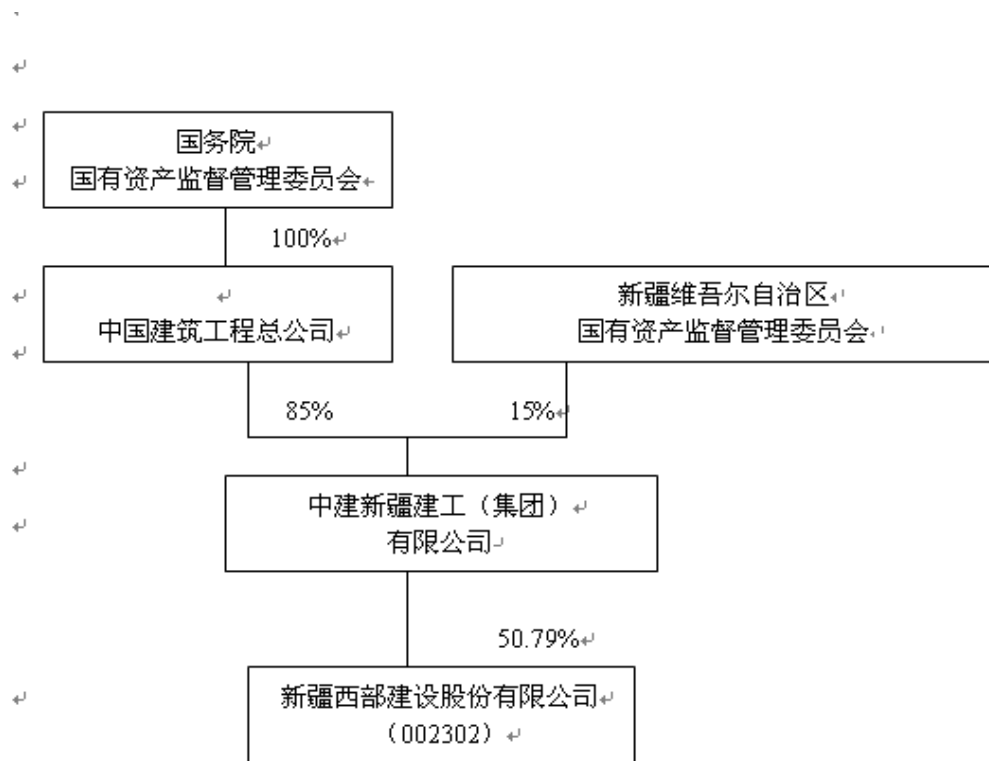 国务院
国有资产监督管理委员会
100%
中国建筑工程总公司
新疆维吾尔自治区
国有资产监督管理委员会
85%
15%
中建新疆建工（集团）
有限公司
50.79%
新疆西部建设股份有限公司
（002302）